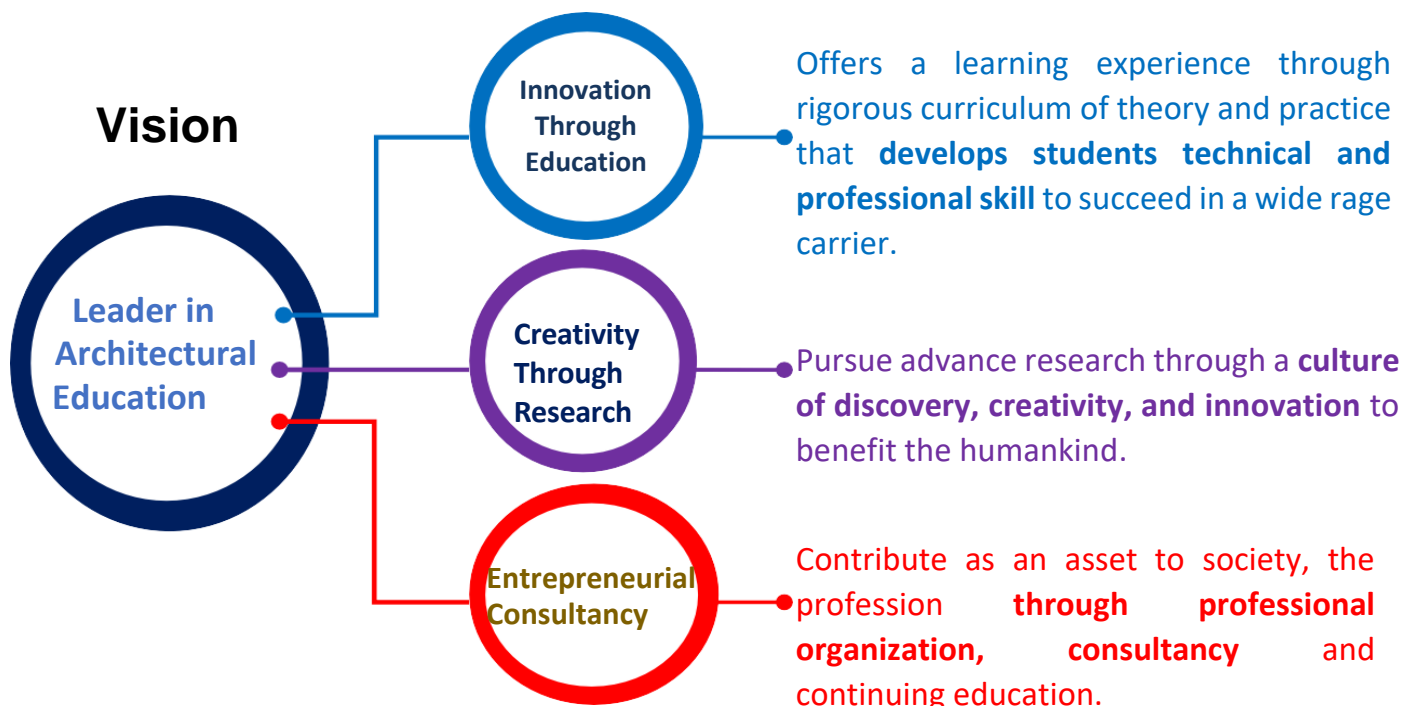 Vision
Leader in
Architectural
Education
Innovation
Through
Education
Offers a learning experience through
rigorous curriculum of theory and practice
that develops students technical and
professional skill to succeed in a wide rage
carrier.
Creativity
Through
Research
Pursue advance research through a culture
of discovery, creativity, and innovation to
benefit the humankind.
Entrepreneurial
Consultancy
Contribute as an asset to society, the
profession through professional
organization, consultancy and
continuing education.